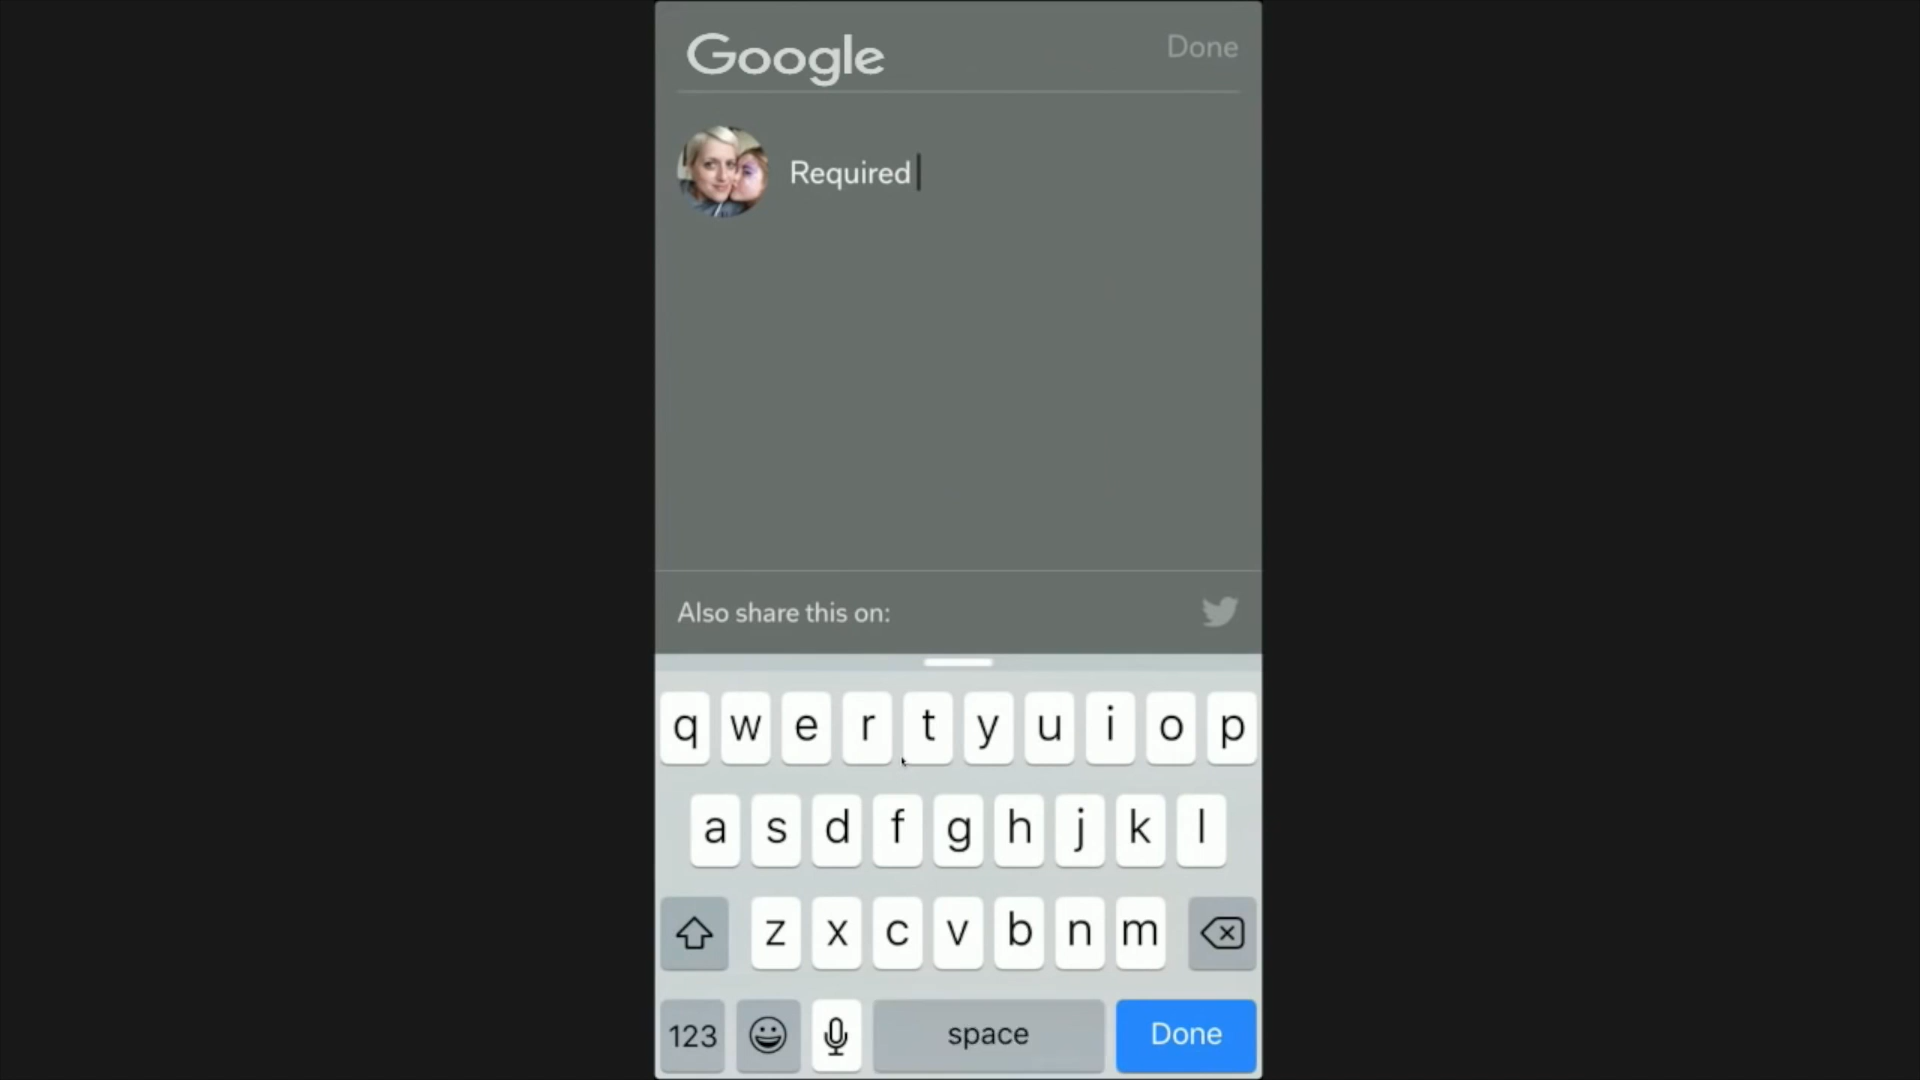 Google Done
Required
Also share this on:
q w e r t y u i o p
a s d f g h j k l
z x c v b n m
123 space Done